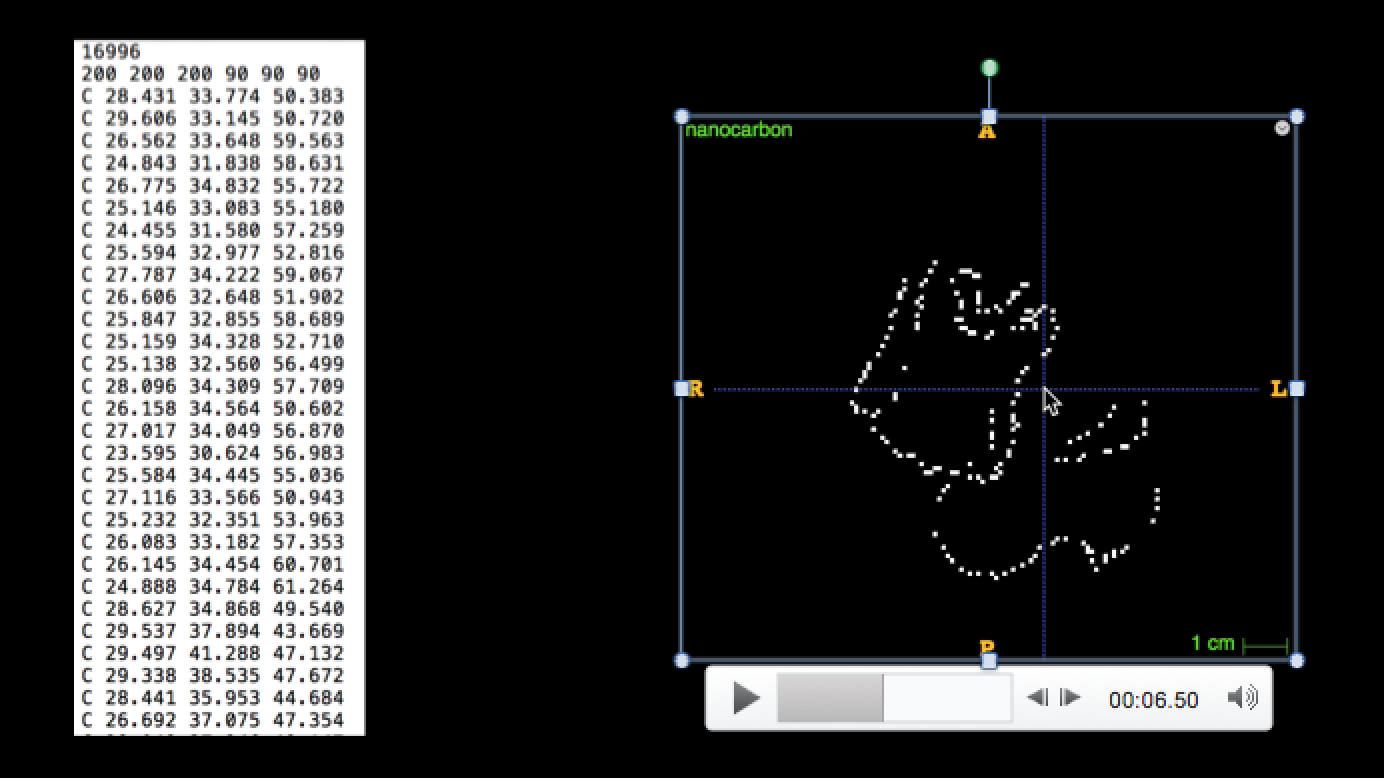 16996
200 200 200 90 90 90
C 28.431 33.774 50.383
C 29.606 33.145 50.720
C 26.562 33.648 59.563
C 24.843 31.838 58.631
C 26.775 34.832 55.722
C 25.146 33.083 55.180
C 24.455 31.580 57.259
C 25.594 32.977 52.816
C 27.787 34.222 59.067
C 26.606 32.648 51.902
C 25.847 32.855 58.689
C 25.159 34.328 52.710
C 25.138 32.560 56.499
C 28.096 34.309 57.709
C 26.158 34.564 50.602
C 27.017 34.049 56.870
C 23.595 30.624 56.983
C 25.584 34.445 55.036
C 27.116 33.566 50.943
C 25.232 32.351 53.963
C 26.083 33.182 57.353
C 26.145 34.454 60.701
C 24.888 34.784 61.264
C 28.627 34.868 49.540
C 29.537 37.894 43.669
C 29.497 41.288 47.132
C 29.338 38.535 47.672
C 28.441 35.953 44.684
C 26.692 37.075 47.354
nanocarbon
A
R
L
1 cm
P
00:06.50